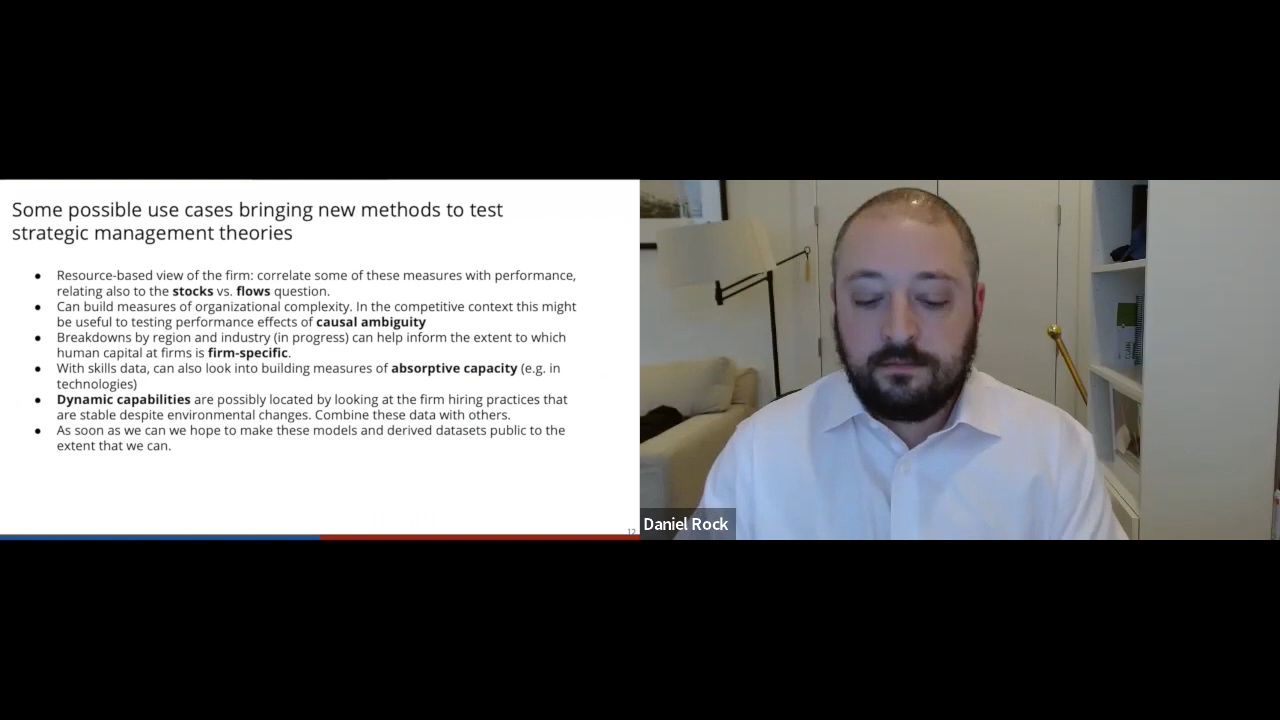 Some possible use cases bringing new methods to test
strategic management theories
● Resource-based view of the firm: correlate some of these measures with performance,
relating also to the stocks vs. flows question.
● Can build measures of organizational complexity. In the competitive context this might
be useful to testing performance effects of causal ambiguity
● Breakdowns by region and industry (in progress) can help inform the extent to which
human capital at firms is firm-specific.
● With skills data, can also look into building measures of absorptive capacity (e.g. in
technologies)
● Dynamic capabilities are possibly located by looking at the firm hiring practices that
are stable despite environmental changes. Combine these data with others.
● As soon as we can we hope to make these models and derived datasets public to the
extent that we can.
12
Daniel Rock